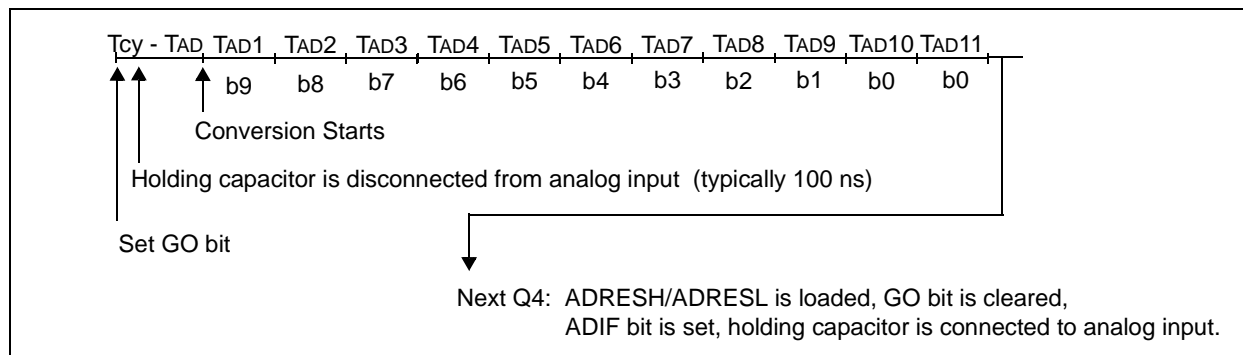 Tcy - TAD TAD1 TAD2 TAD3 TAD4 TAD5 TAD6 TAD7 TAD8 TAD9 TAD10 TAD11
b9 b8 b7 b6 b5 b4 b3 b2 b1 b0 b0
Conversion Starts
Holding capacitor is disconnected from analog input (typically 100 ns)
Set GO bit
Next Q4: ADRESH/ADRESL is loaded, GO bit is cleared,
ADIF bit is set, holding capacitor is connected to analog input.